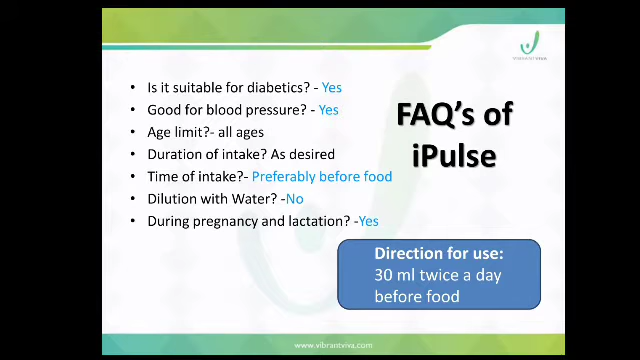 VIBRANTVIVA
• Is it suitable for diabetics? - Yes
• Good for blood pressure? - Yes
• Age limit?- all ages
• Duration of intake? As desired
• Time of intake?- Preferably before food
• Dilution with Water? -No
• During pregnancy and lactation? -Yes
FAQ's of
iPulse
Direction for use:
30 ml twice a day
before food
www.vibrantviva.com